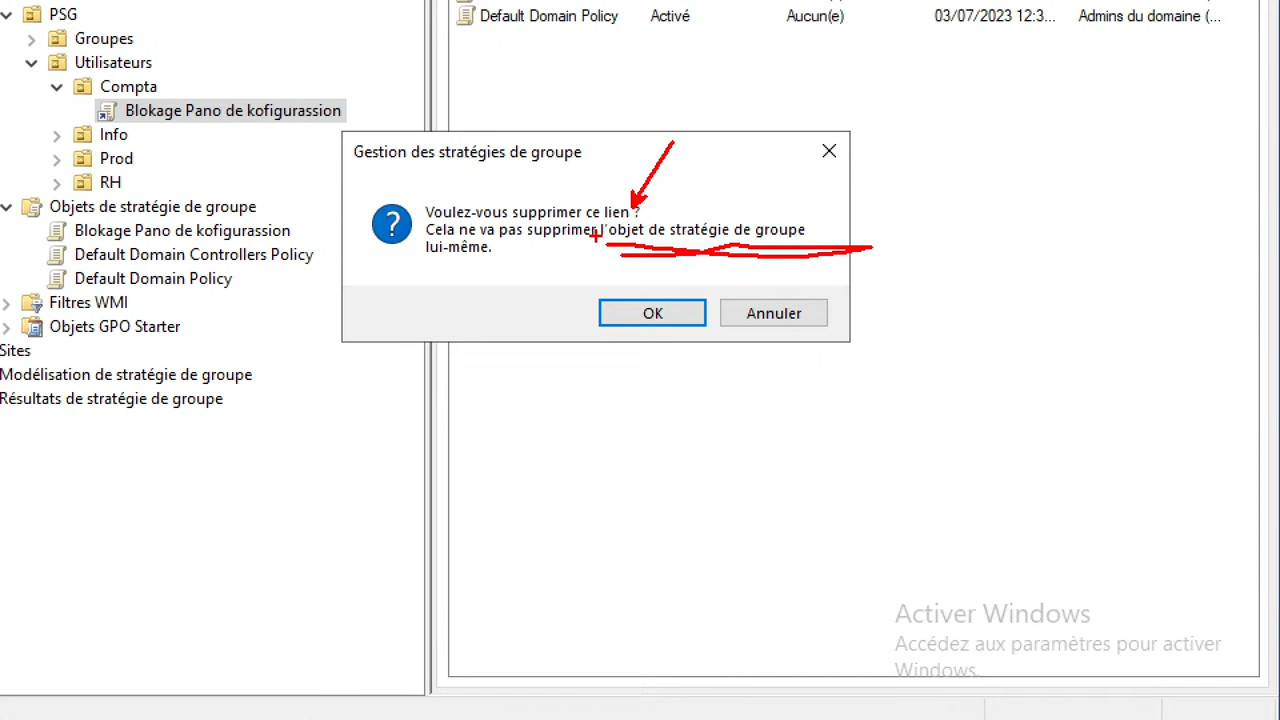 PSG
Groupes
Utilisateurs
Compta
Blokage Pano de kofigurassion
Info
Prod
RH
Objets de stratégie de groupe
Blokage Pano de kofigurassion
Default Domain Controllers Policy
Default Domain Policy
Filtres WMI
Objets GPO Starter
Sites
Modélisation de stratégie de groupe
Résultats de stratégie de groupe
Default Domain Policy Activé Aucun(e) 03/07/2023 12:3... Admins du domaine (...
Gestion des stratégies de groupe
?
Voulez-vous supprimer ce lien ?
Cela ne va pas supprimer l'objet de stratégie de groupe
lui-même.
OK Annuler
Activer Windows
Accédez aux paramètres pour activer
Windows.